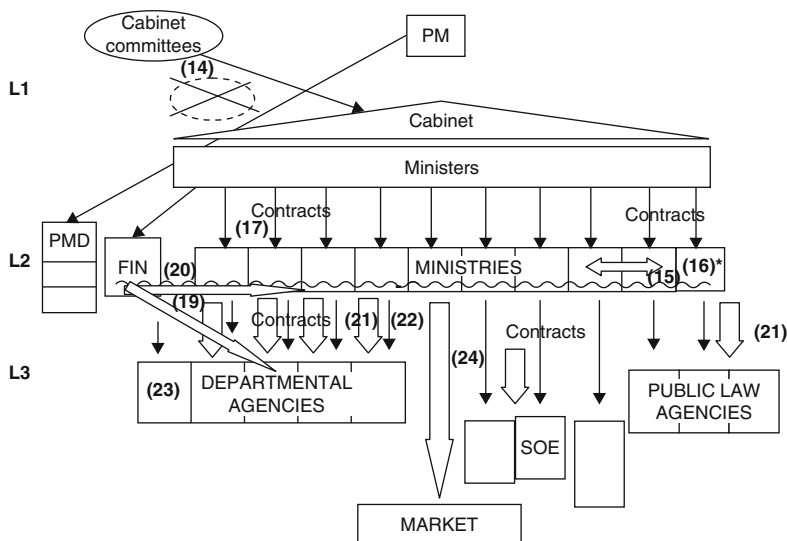 Cabinet
committees
PM
(14)
L1
Cabinet
Ministers
Contracts
Contracts
(17)
PMD
L2
FIN
(20)
MINISTRIES
(15)
(16)*
(19)
Contracts
(21)
(22)
Contracts
(21)
(24)
L3
(23)
DEPARTMENTAL
AGENCIES
PUBLIC LAW
AGENCIES
SOE
MARKET